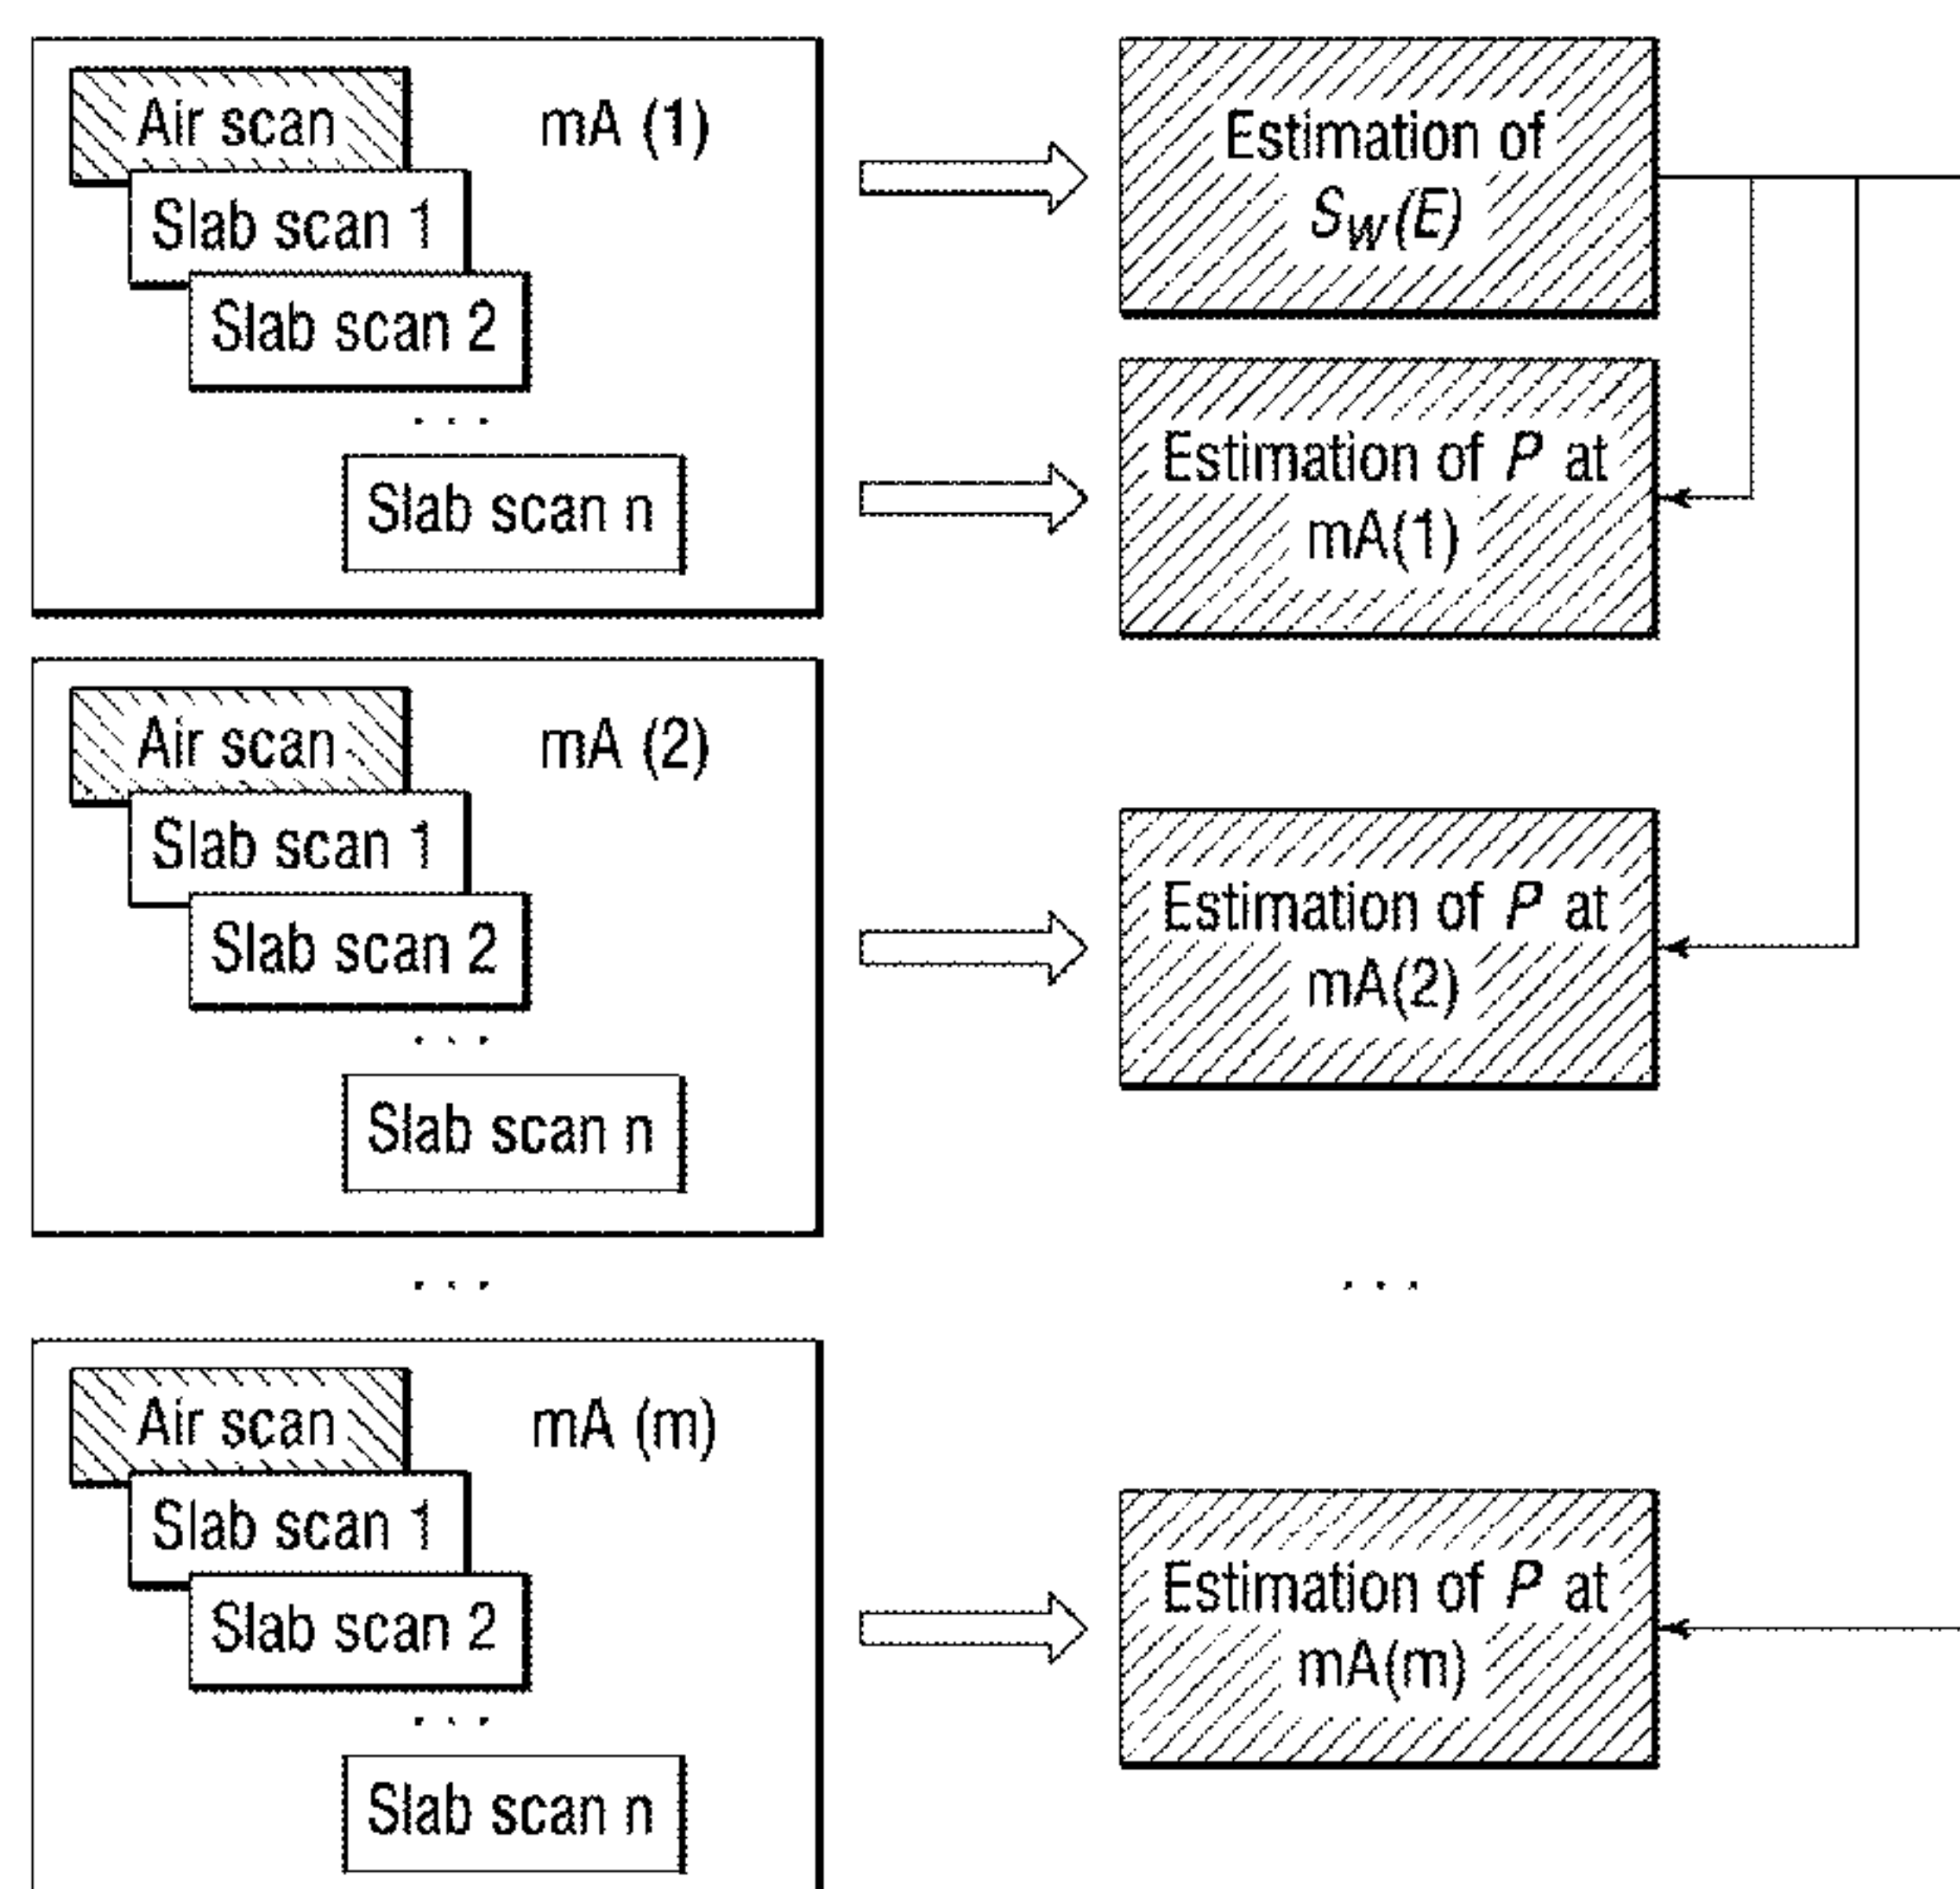 Air scan
mA (1)
Slab scan 1
Slab scan 2
. . .
Slab scan n
Estimation of
Sw(E)
Estimation of P at
mA(1)
Air scan
mA (2)
Slab scan 1
Slab scan 2
. . .
Slab scan n
Estimation of P at
mA(2)
. . .
. . .
Air scan
mA (m)
Slab scan 1
Slab scan 2
. . .
Slab scan n
Estimation of P at
mA(m)